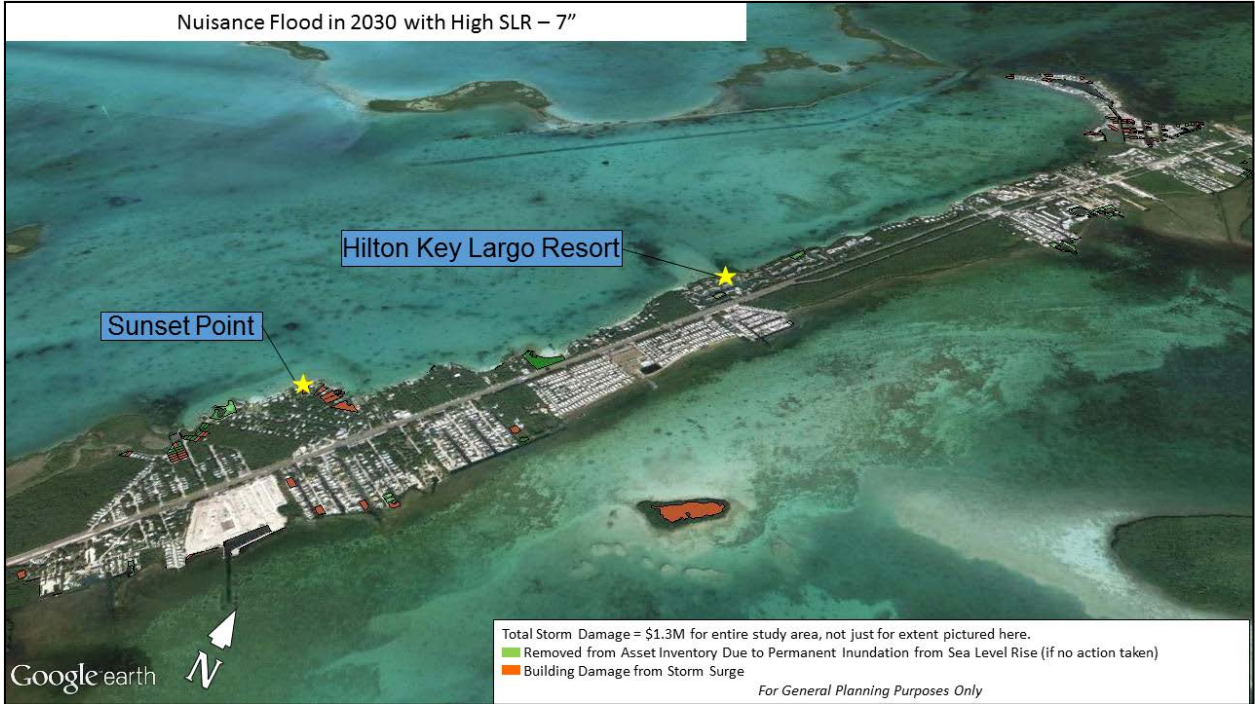 Nuisance Flood in 2030 with High SLR – 7”
Hilton Key Largo Resort
Sunset Point
N
Google earth
Total Storm Damage = $1.3M for entire study area, not just for extent pictured here.
Removed from Asset Inventory Due to Permanent Inundation from Sea Level Rise (if no action taken)
Building Damage from Storm Surge
For General Planning Purposes Only